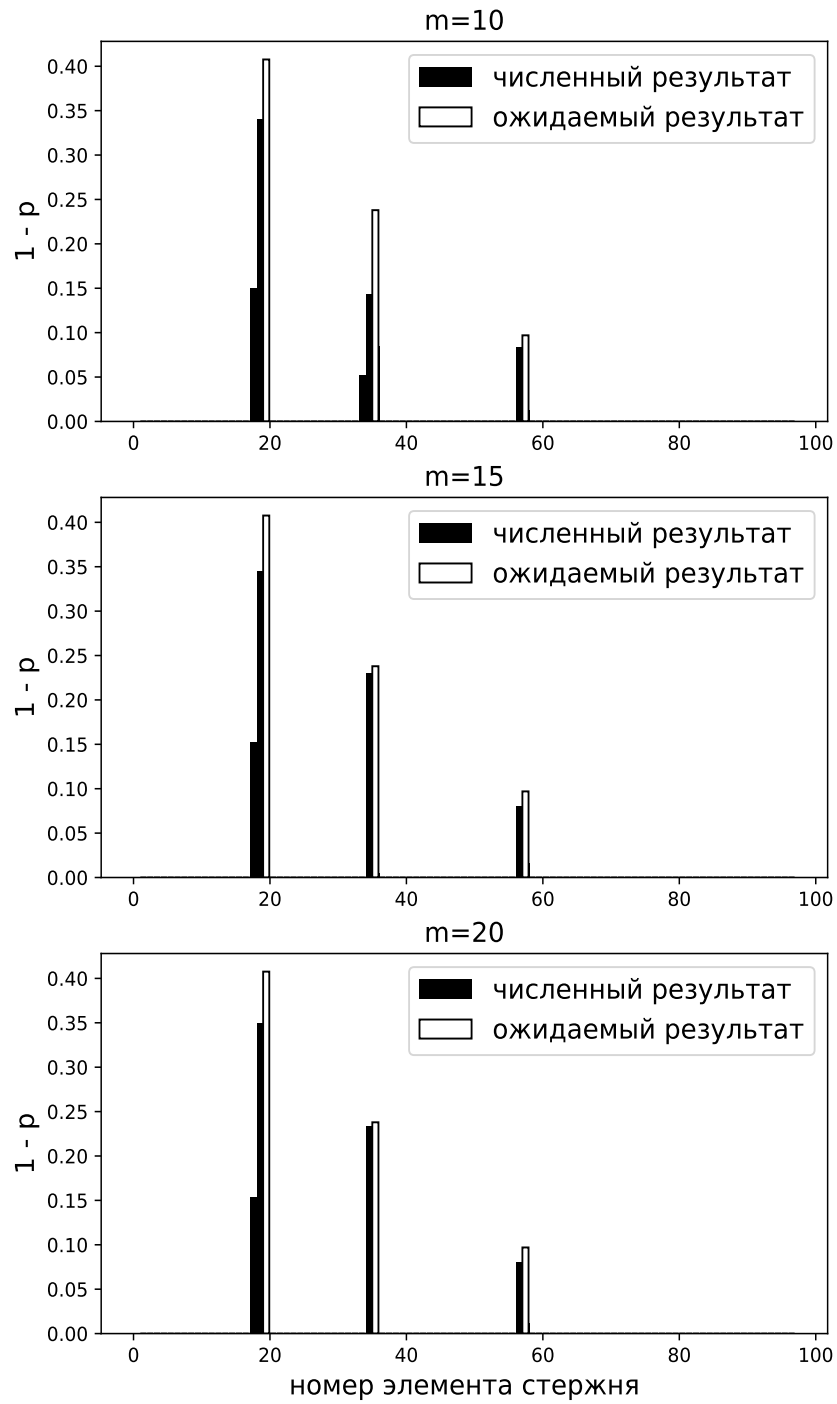 m=10
0.40
0.35
0.30
0.25
0.20
0.15
0.10
0.05
0.00
1 - p
численный результат
ожидаемый результат
0 20 40 60 80 100
m=15
0.40
0.35
0.30
0.25
0.20
0.15
0.10
0.05
0.00
1 - p
численный результат
ожидаемый результат
0 20 40 60 80 100
m=20
0.40
0.35
0.30
0.25
0.20
0.15
0.10
0.05
0.00
1 - p
численный результат
ожидаемый результат
0 20 40 60 80 100
номер элемента стержня